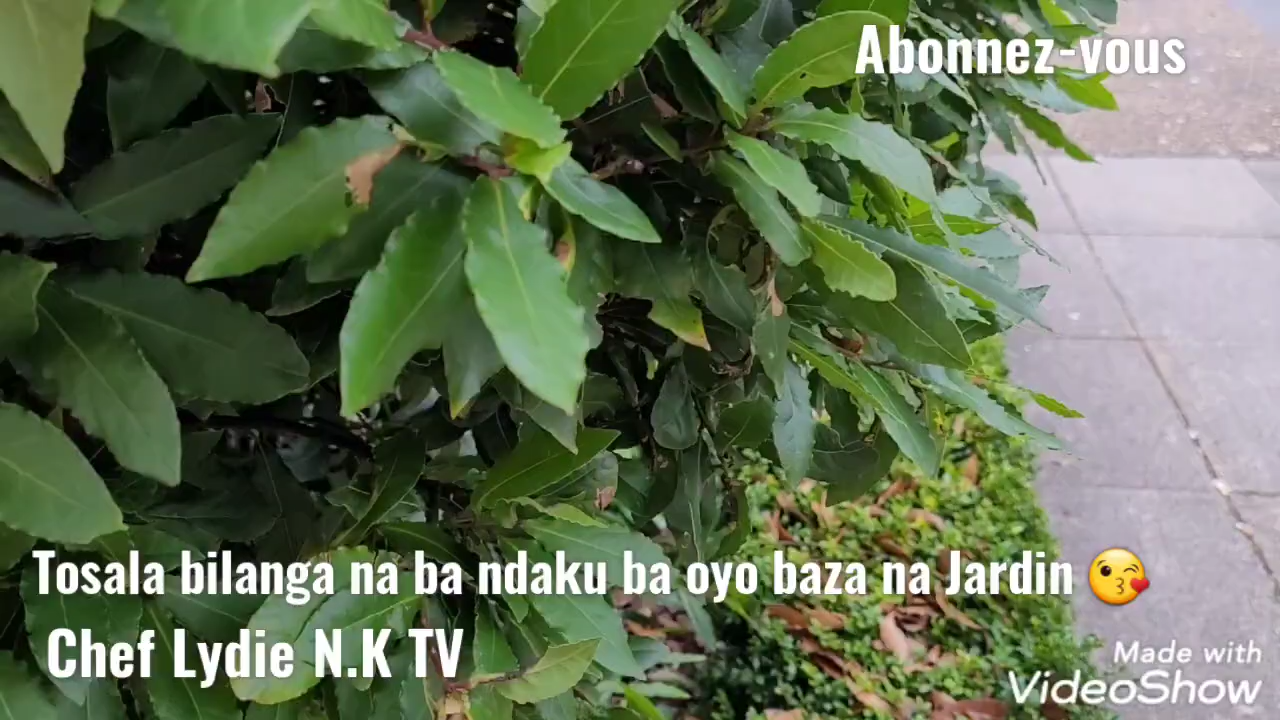 Abonnez-vous
Tosala bilanga na ba ndaku ba oyo baza na Jardin 😘
Chef Lydie N.K TV
Made with
VideoShow